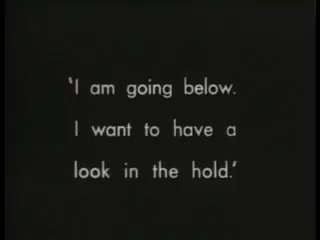 'I am going below.
I want to have a
look in the hold.'